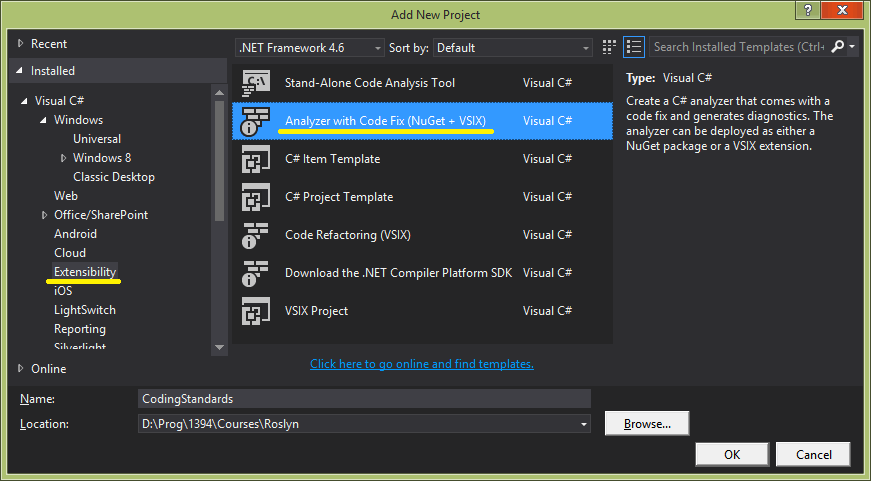 Add New Project
?
Recent
.NET Framework 4.6
Sort by:
Default
Search Installed Templates (Ctrl+
Installed
Visual C#
Windows
Universal
Windows 8
Classic Desktop
Web
Office/SharePoint
Android
Cloud
Extensibility
iOS
LightSwitch
Reporting
Silverlight
Online
Stand-Alone Code Analysis Tool Visual C#
Analyzer with Code Fix (NuGet + VSIX) Visual C#
C# Item Template Visual C#
C# Project Template Visual C#
Code Refactoring (VSIX) Visual C#
Download the .NET Compiler Platform SDK Visual C#
VSIX Project Visual C#
Click here to go online and find templates.
Type: Visual C#
Create a C# analyzer that comes with a
code fix and generates diagnostics. The
analyzer can be deployed as either a
NuGet package or a VSIX extension.
Name: CodingStandards
Location: D:\Prog\1394\Courses\Roslyn
Browse...
OK
Cancel